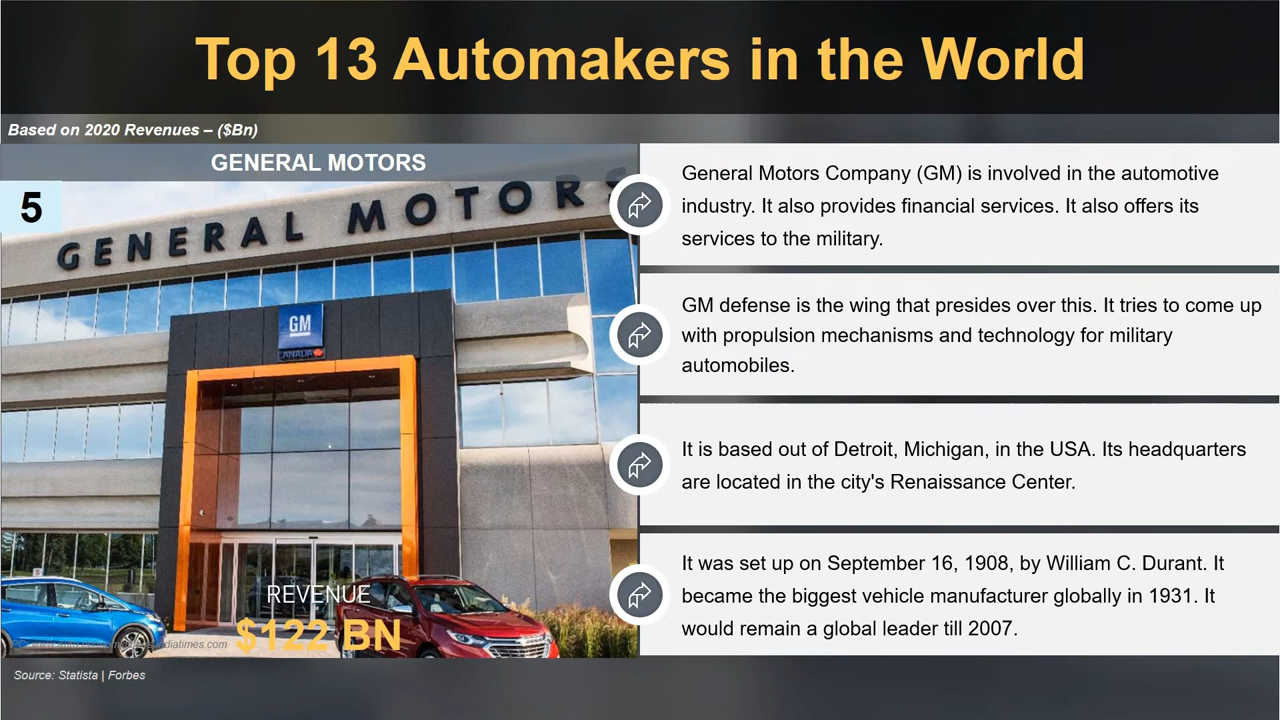 Top 13 Automakers in the World
Based on 2020 Revenues – ($Bn)
GENERAL MOTORS
5
GENERAL MOTORS
GM
CANADA
REVENUE
$122 BN
diatimes.com
Source: Statista | Forbes
General Motors Company (GM) is involved in the automotive
industry. It also provides financial services. It also offers its
services to the military.
GM defense is the wing that presides over this. It tries to come up
with propulsion mechanisms and technology for military
automobiles.
It is based out of Detroit, Michigan, in the USA. Its headquarters
are located in the city's Renaissance Center.
It was set up on September 16, 1908, by William C. Durant. It
became the biggest vehicle manufacturer globally in 1931. It
would remain a global leader till 2007.